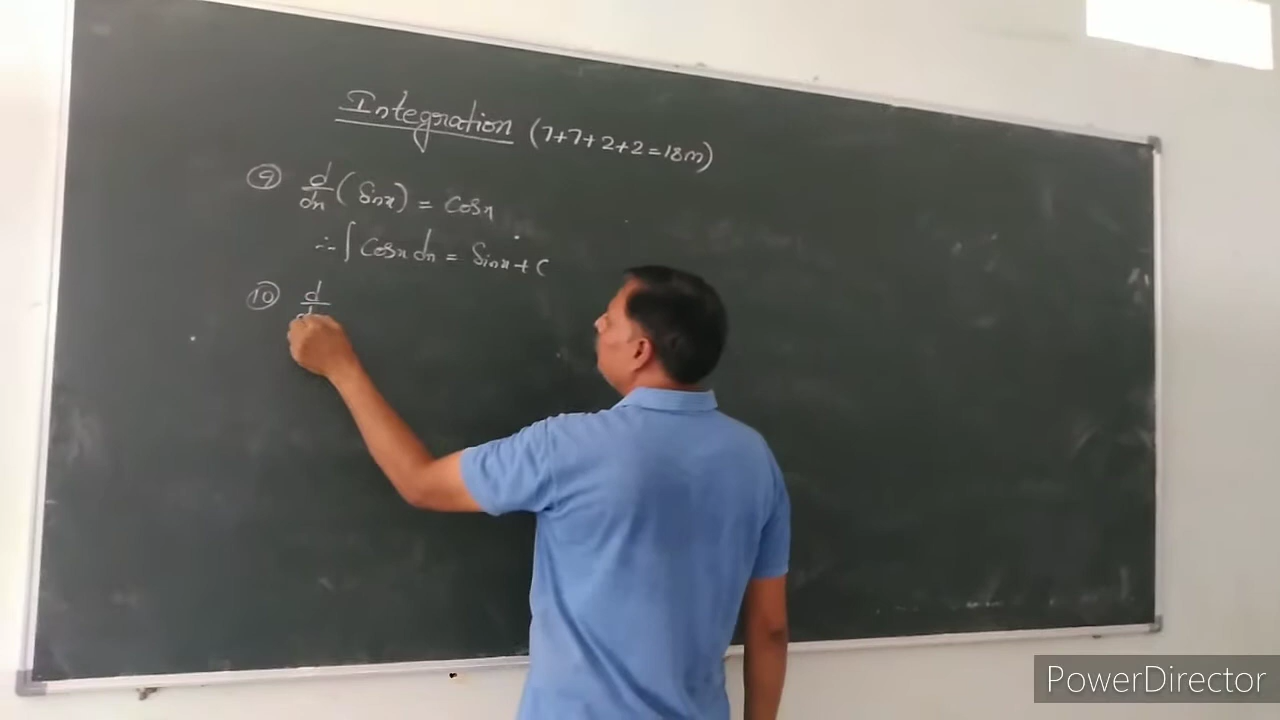 Integration (7+7+2+2=18m)
⑨ d/dx (Sinx) = Cosx
∴ ∫ Cosx dx = Sinx + C
⑩ d/d
PowerDirector